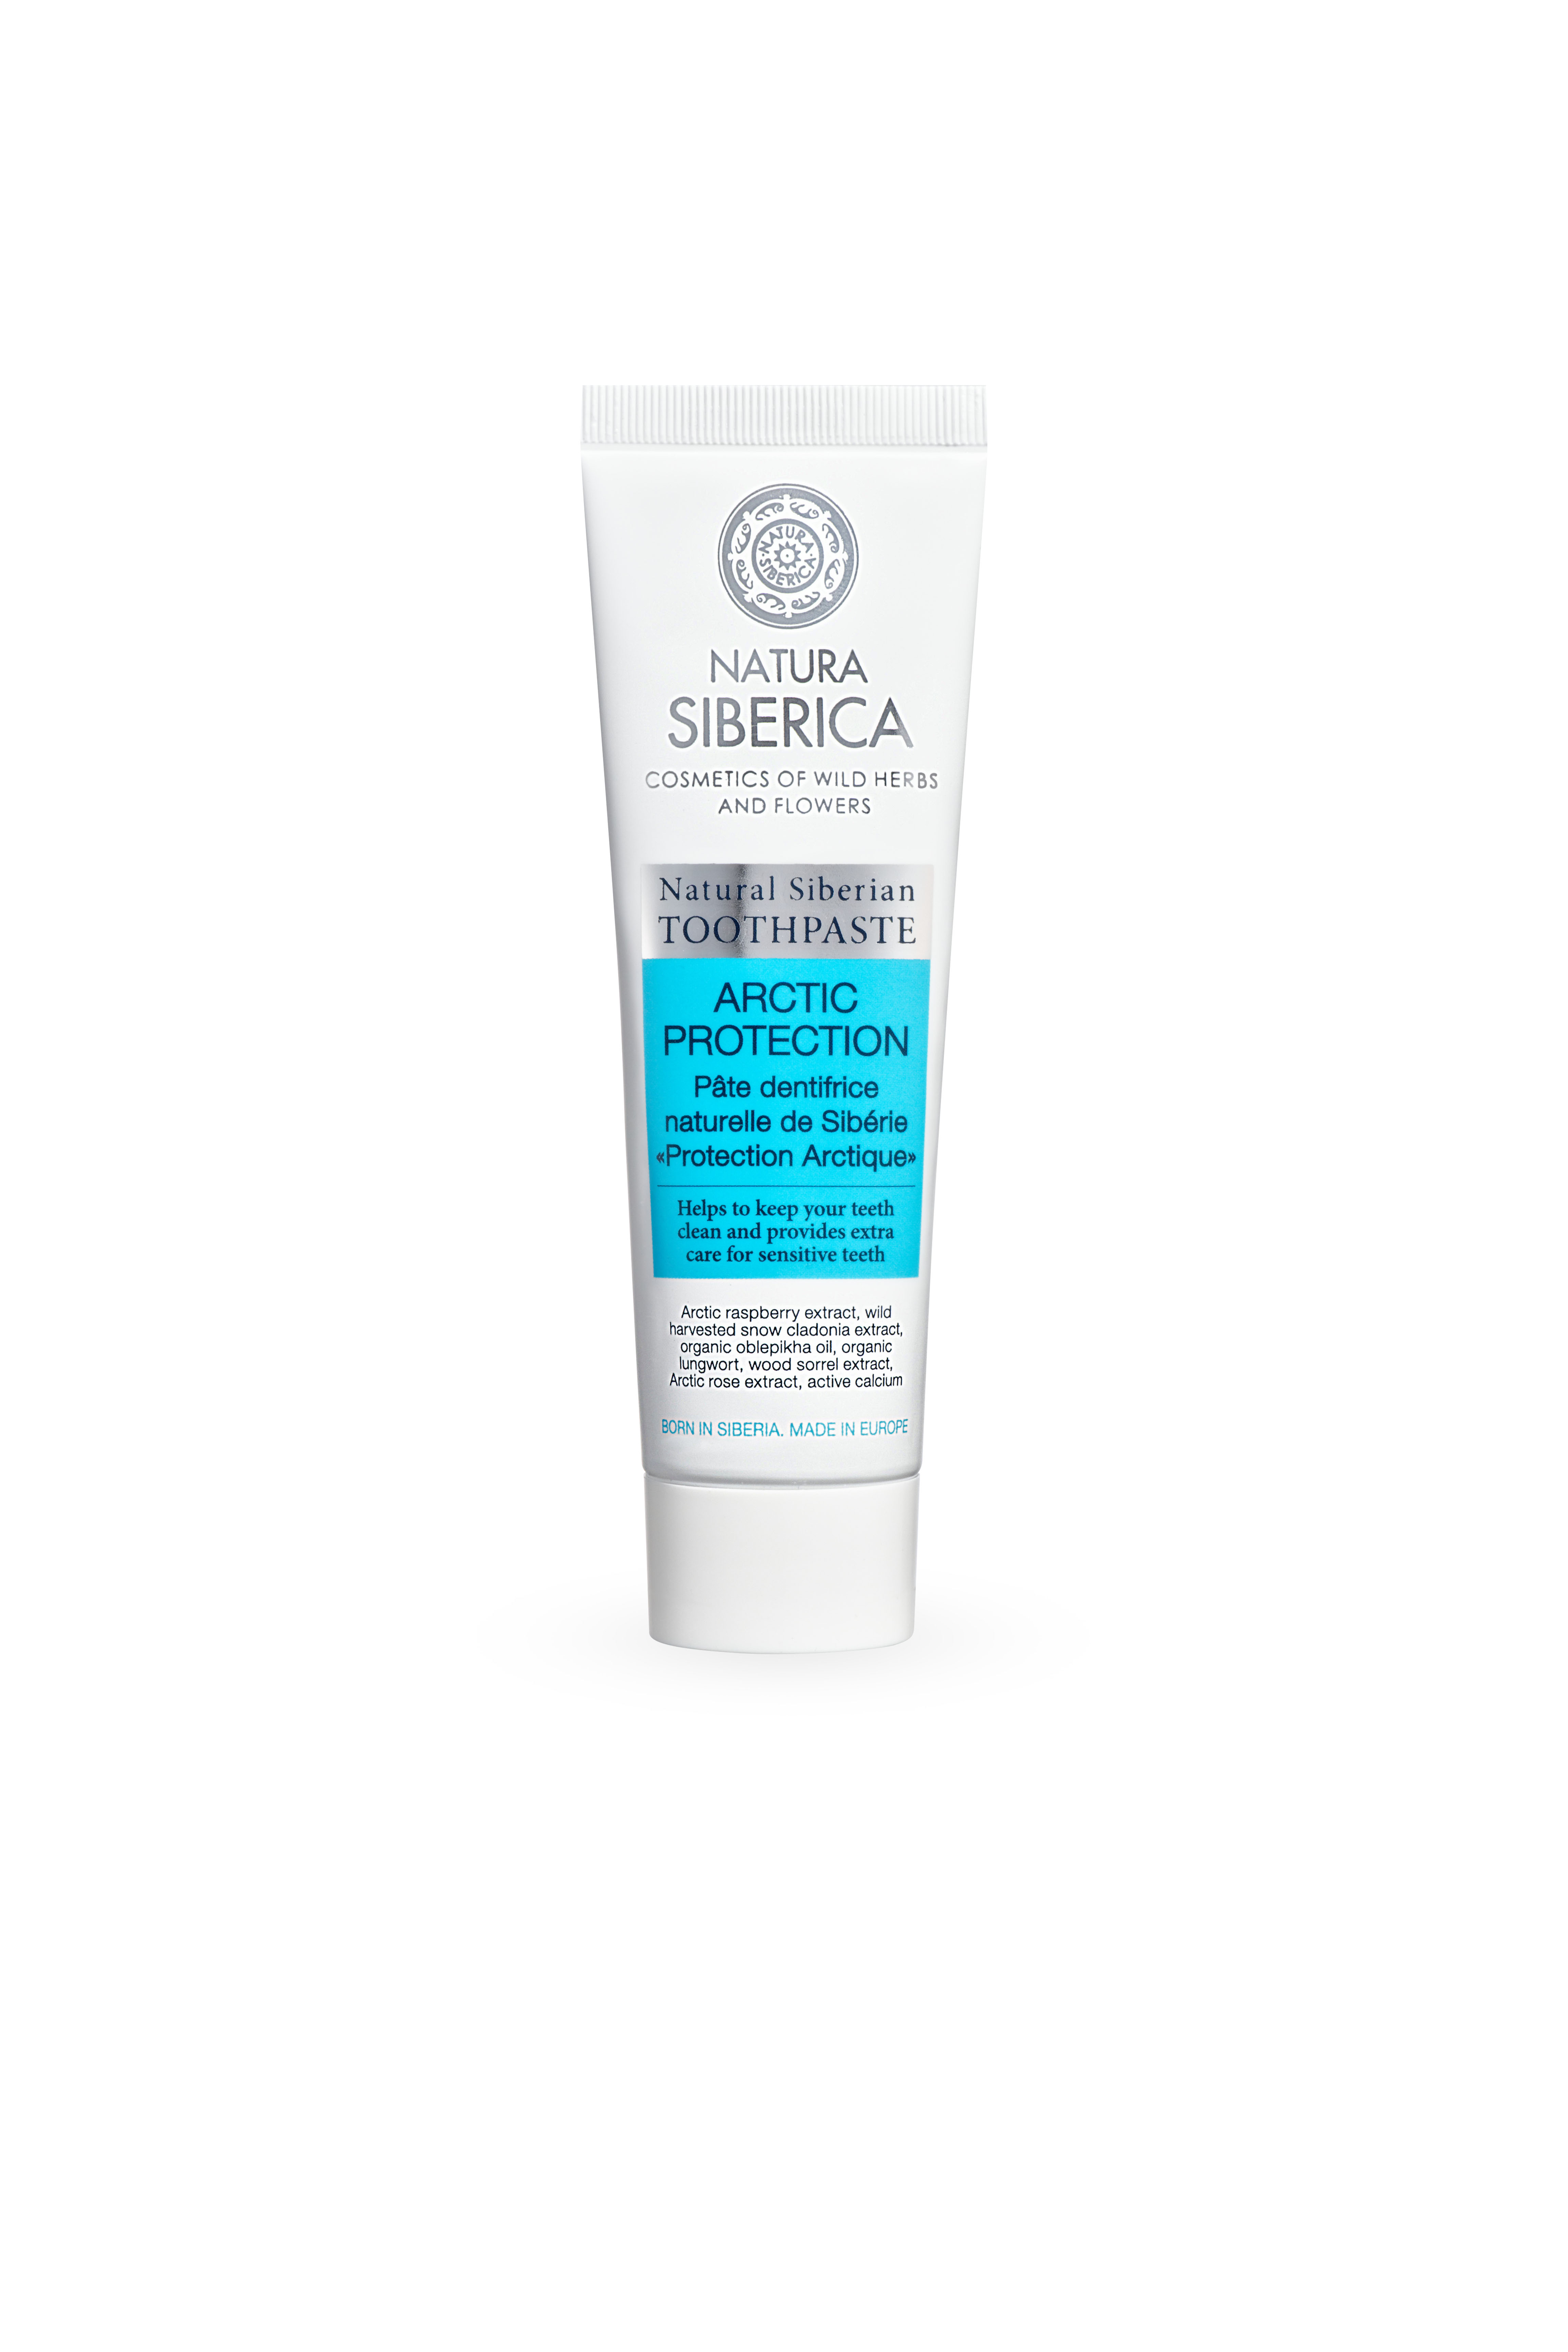 NATURA
SIBERICA
NATURA
SIBERICA
COSMETICS OF WILD HERBS
AND FLOWERS
Natural Siberian
TOOTHPASTE
ARCTIC
PROTECTION
Pâte dentifrice
naturelle de Sibérie
«Protection Arctique»
Helps to keep your teeth
clean and provides extra
care for sensitive teeth
Arctic raspberry extract, wild
harvested snow cladonia extract,
organic oblepikha oil, organic
lungwort, wood sorrel extract,
Arctic rose extract, active calcium
BORN IN SIBERIA. MADE IN EUROPE